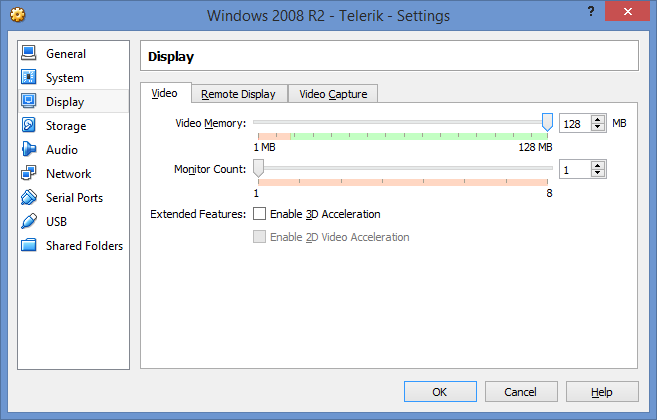 Windows 2008 R2 - Telerik - Settings
?
General
System
Display
Storage
Audio
Network
Serial Ports
USB
Shared Folders
Display
Video Remote Display Video Capture
Video Memory: 128 MB
1 MB 128 MB
Monitor Count: 1
1 8
Extended Features: Enable 3D Acceleration
Enable 2D Video Acceleration
OK Cancel Help